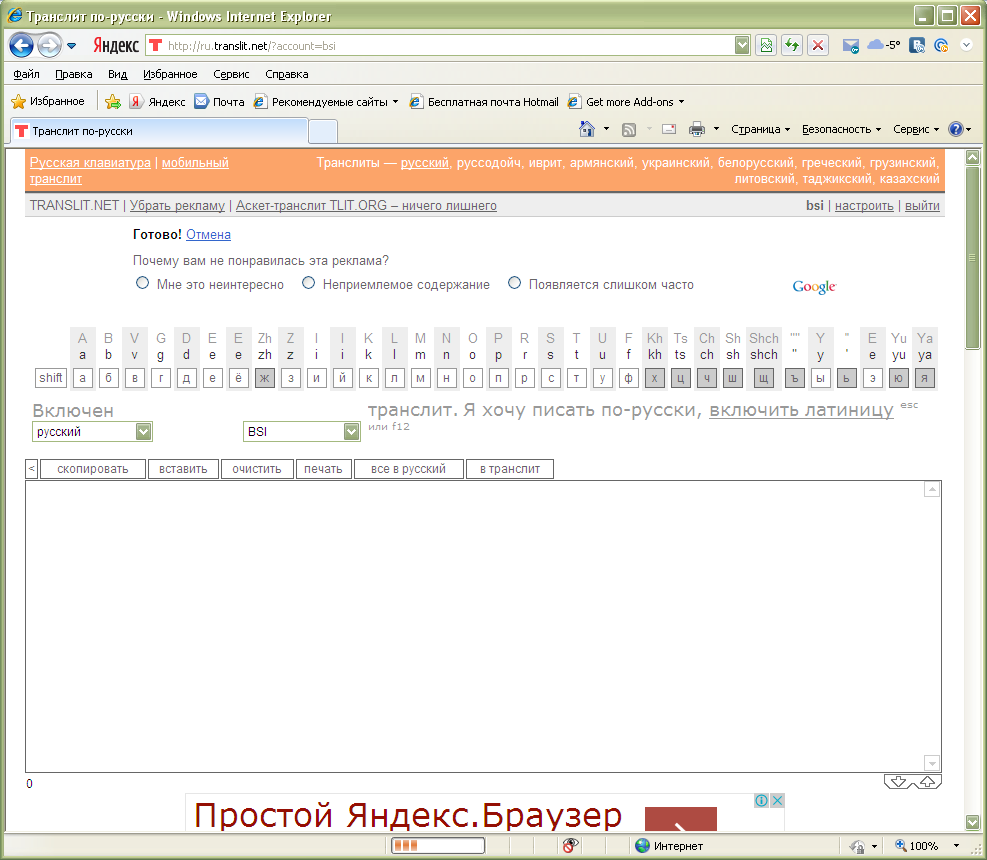 Транслит по-русски - Windows Internet Explorer
Яндекс http://ru.translit.net/?account=bsi -5°
Файл Правка Вид Избранное Сервис Справка
Избранное Яндекс Почта Рекомендуемые сайты Бесплатная почта Hotmail Get more Add-ons
Транслит по-русски Страница Безопасность Сервис
Русская клавиатура | мобильный транслит
Транслиты — русский, руссодойч, иврит, армянский, украинский, белорусский, греческий, грузинский,
литовский, таджикский, казахский
TRANSLIT.NET | Убрать рекламу | Аскет-транслит TLIT.ORG – ничего лишнего bsi | настроить | выйти
Готово! Отмена
Почему вам не понравилась эта реклама?
Мне это неинтересно Неприемлемое содержание Появляется слишком часто Google
A B V G D E E Zh Z I I K L M N O P R S T U F Kh Ts Ch Sh Shch "" Y " E Yu Ya
a b v g d e e zh z i i k l m n o p r s t u f kh ts ch sh shch " y ' e yu ya
shift а б в г д е ё ж з и й к л м н о п р с т у ф х ц ч ш щ ъ ы ь э ю я
Включен транслит. Я хочу писать по-русски, включить латиницу esc
или f12
русский BSI
< скопировать вставить очистить печать все в русский в транслит
0
Простой Яндекс.Браузер
Интернет 100%